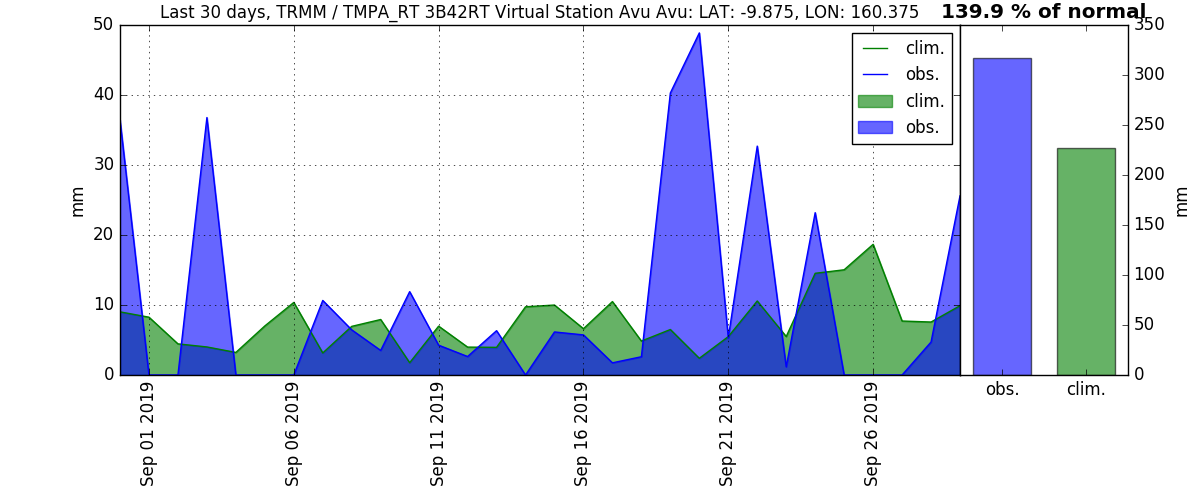 Last 30 days, TRMM / TMPA_RT 3B42RT Virtual Station Avu Avu: LAT: -9.875, LON: 160.375
139.9 % of normal
50
40
30
20
10
0
mm
clim.
obs.
clim.
obs.
350
300
250
200
150
100
50
0
mm
obs.
clim.
Sep 01 2019
Sep 06 2019
Sep 11 2019
Sep 16 2019
Sep 21 2019
Sep 26 2019